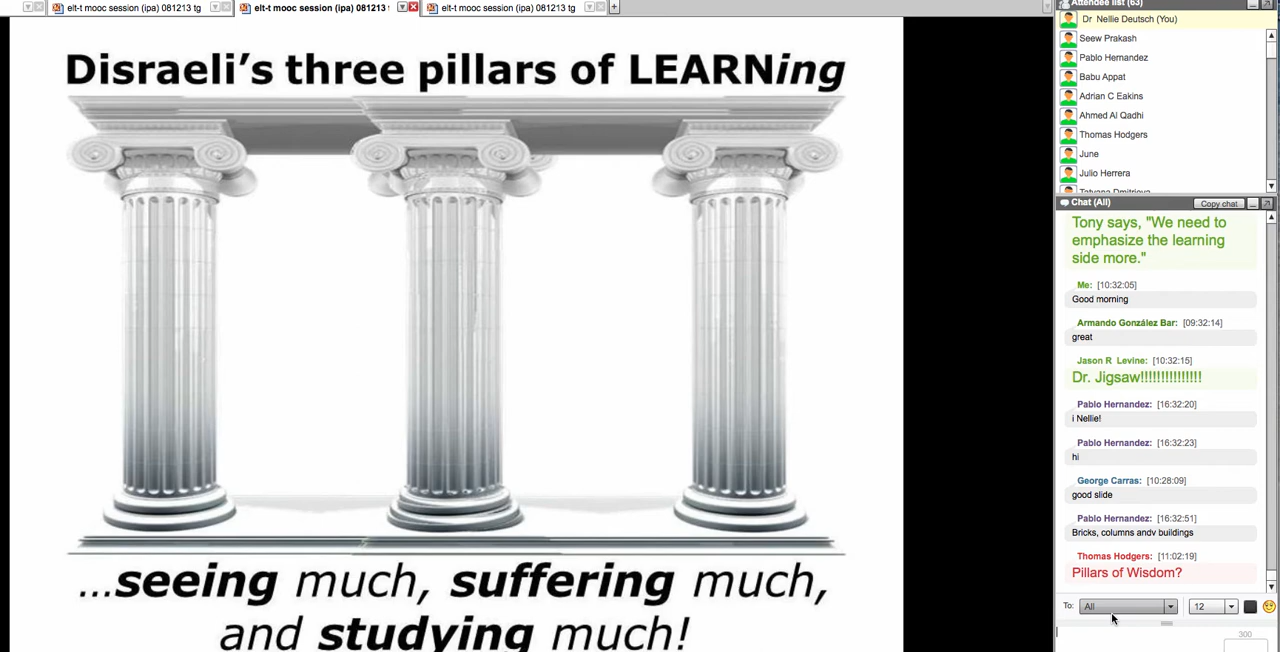 elt-t mooc session (ipa) 081213 tg
elt-t mooc session (ipa) 081213
elt-t mooc session (ipa) 081213 tg
Disraeli's three pillars of LEARNing
...seeing much, suffering much,
and studying much!
Attendee list (63)
Dr Nellie Deutsch (You)
Seew Prakash
Pablo Hernandez
Babu Appat
Adrian C Eakins
Ahmed Al Qadhi
Thomas Hodgers
June
Julio Herrera
Tatyana Dmitrieva
Chat (All)
Copy chat
Tony says, "We need to
emphasize the learning
side more."
Me: [10:32:05]
Good morning
Armando González Bar: [09:32:14]
great
Jason R Levine: [10:32:15]
Dr. Jigsaw!!!!!!!!!!!!!!!
Pablo Hernandez: [16:32:20]
i Nellie!
Pablo Hernandez: [16:32:23]
hi
George Carras: [10:28:09]
good slide
Pablo Hernandez: [16:32:51]
Bricks, columns andv buildings
Thomas Hodgers: [11:02:19]
Pillars of Wisdom?
To: All 12
300